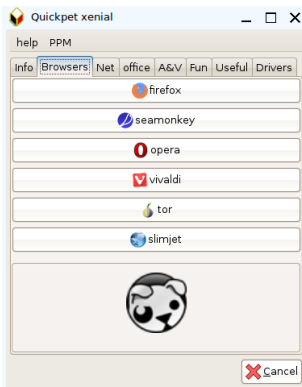 Quickpet xenial
help PPM
Info Browsers Net office A&V Fun Useful Drivers
firefox
seamonkey
opera
vivaldi
tor
slimjet
Cancel